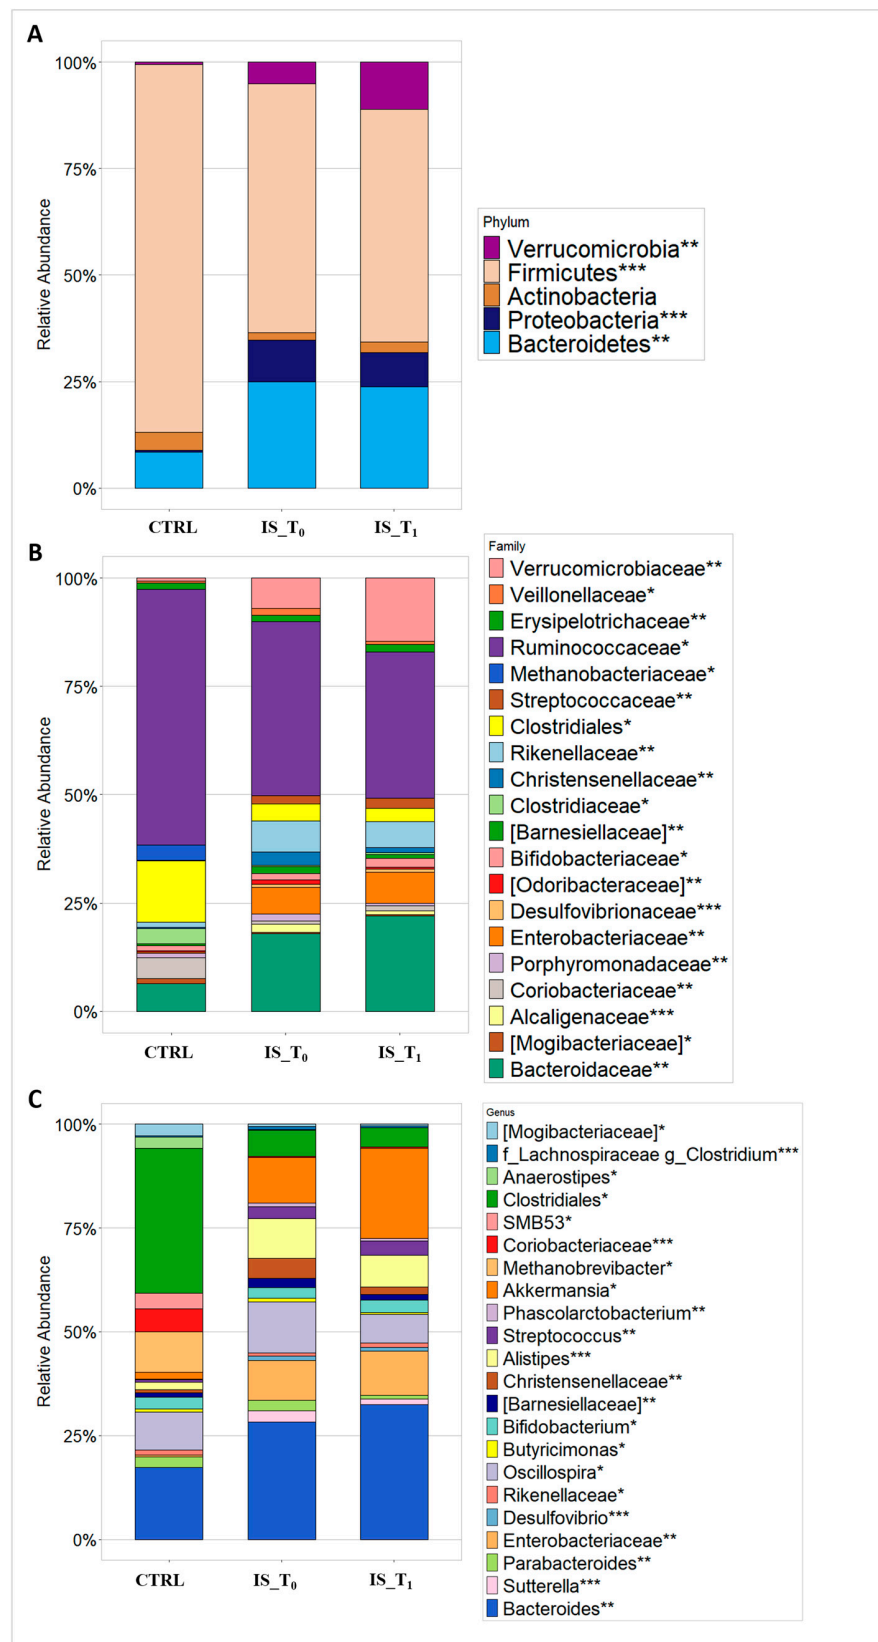 A
100%
75%
50%
25%
0%
Relative Abundance
CTRL
IS_T0
IS_T1
Phylum
Verrucomicrobia**
Firmicutes***
Actinobacteria
Proteobacteria***
Bacteroidetes**
B
100%
75%
50%
25%
0%
Relative Abundance
CTRL
IS_T0
IS_T1
Family
Verrucomicrobiaceae**
Veillonellaceae*
Erysipelotrichaceae**
Ruminococcaceae*
Methanobacteriaceae*
Streptococcaceae**
Clostridiales*
Rikenellaceae**
Christensenellaceae**
Clostridiaceae*
[Barnesiellaceae]**
Bifidobacteriaceae*
[Odoribacteraceae]**
Desulfovibrionaceae***
Enterobacteriaceae**
Porphyromonadaceae**
Coriobacteriaceae**
Alcaligenaceae***
[Mogibacteriaceae]*
Bacteroidaceae**
C
100%
75%
50%
25%
0%
Relative Abundance
CTRL
IS_T0
IS_T1
Genus
[Mogibacteriaceae]*
f_Lachnospiraceae g_Clostridium***
Anaerostipes*
Clostridiales*
SMB53*
Coriobacteriaceae***
Methanobrevibacter*
Akkermansia*
Phascolarctobacterium**
Streptococcus**
Alistipes***
Christensenellaceae**
[Barnesiellaceae]**
Bifidobacterium*
Butyricimonas*
Oscillospira*
Rikenellaceae*
Desulfovibrio***
Enterobacteriaceae**
Parabacteroides**
Sutterella***
Bacteroides**